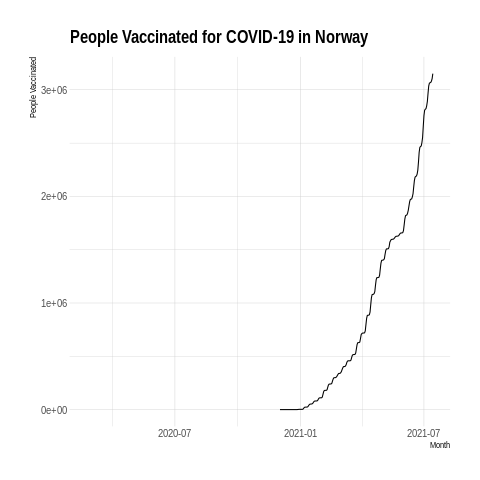 People Vaccinated for COVID-19 in Norway
People Vaccinated
3e+06
2e+06
1e+06
0e+00
2020-07 2021-01 2021-07
Month